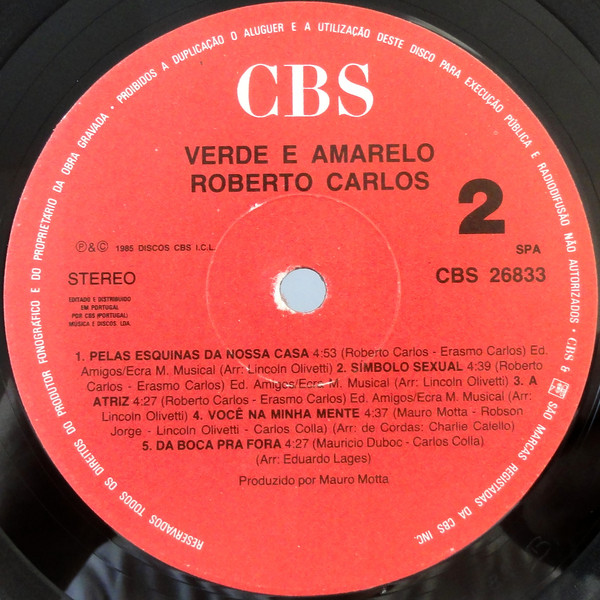 RESERVADOS TODOS OS DIREITOS DO PRODUTOR FONOGRÁFICO E DO PROPRIETÁRIO DA OBRA GRAVADA • PROIBIDOS A DUPLICAÇÃO O ALUGUER E A UTILIZAÇÃO DESTE DISCO PARA EXECUÇÃO PÚBLICA E RADIODIFUSÃO NÃO AUTORIZADOS • CBS & SÃO MARCAS REGISTADAS DA CBS INC.
CBS
VERDE E AMARELO
ROBERTO CARLOS
2
Ⓟ & © 1985 DISCOS CBS I.C.L.
SPA
STEREO
CBS 26833
EDITADO E DISTRIBUIDO
EM PORTUGAL
POR CBS (PORTUGAL)
MÚSICA E DISCOS LDA.
1. PELAS ESQUINAS DA NOSSA CASA 4:53 (Roberto Carlos - Erasmo Carlos) Ed.
Amigos/Ecra M. Musical (Arr: Lincoln Olivetti) 2. SÍMBOLO SEXUAL 4:39 (Roberto
Carlos - Erasmo Carlos) Ed. Amigos/Ecra M. Musical (Arr: Lincoln Olivetti) 3. A
ATRIZ 4:27 (Roberto Carlos - Erasmo Carlos) Ed. Amigos/Ecra M. Musical (Arr:
Lincoln Olivetti) 4. VOCÊ NA MINHA MENTE 4:37 (Mauro Motta - Robson
Jorge - Lincoln Olivetti - Carlos Colla) (Arr: de Cordas: Charlie Calello)
5. DA BOCA PRA FORA 4:27 (Mauricio Duboc - Carlos Colla)
(Arr: Eduardo Lages)
Produzido por Mauro Motta